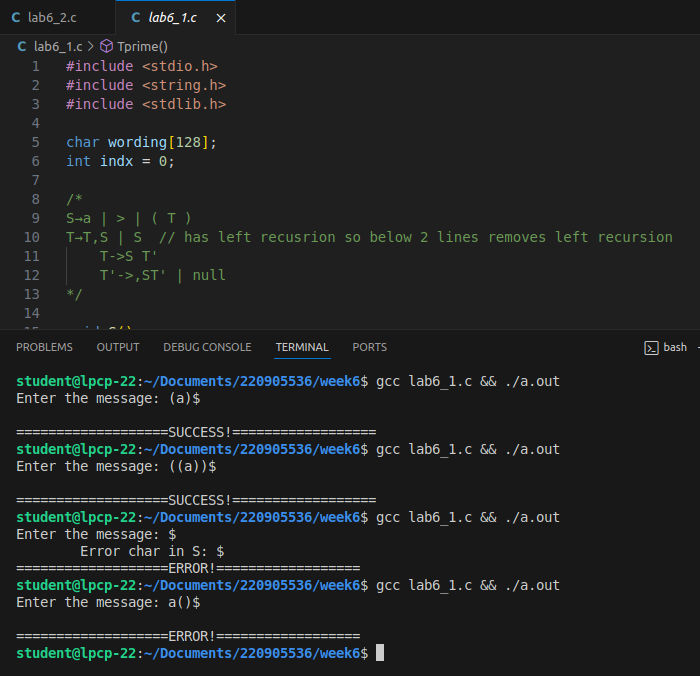 C lab6_2.c C lab6_1.c ×
C lab6_1.c > Tprime()
1 #include <stdio.h>
2 #include <string.h>
3 #include <stdlib.h>
4
5 char wording[128];
6 int indx = 0;
7
8 /*
9 S→a | > | ( T )
10 T→T,S | S  // has left recusrion so below 2 lines removes left recursion
11     T->S T'
12     T'->,ST' | null
13 */
14
PROBLEMS OUTPUT DEBUG CONSOLE TERMINAL PORTS bash
student@lpcp-22:~/Documents/220905536/week6$ gcc lab6_1.c && ./a.out
Enter the message: (a)$
===================SUCCESS!==================
student@lpcp-22:~/Documents/220905536/week6$ gcc lab6_1.c && ./a.out
Enter the message: ((a))$
===================SUCCESS!==================
student@lpcp-22:~/Documents/220905536/week6$ gcc lab6_1.c && ./a.out
Enter the message: $
        Error char in S: $
===================ERROR!==================
student@lpcp-22:~/Documents/220905536/week6$ gcc lab6_1.c && ./a.out
Enter the message: a()$
===================ERROR!==================
student@lpcp-22:~/Documents/220905536/week6$